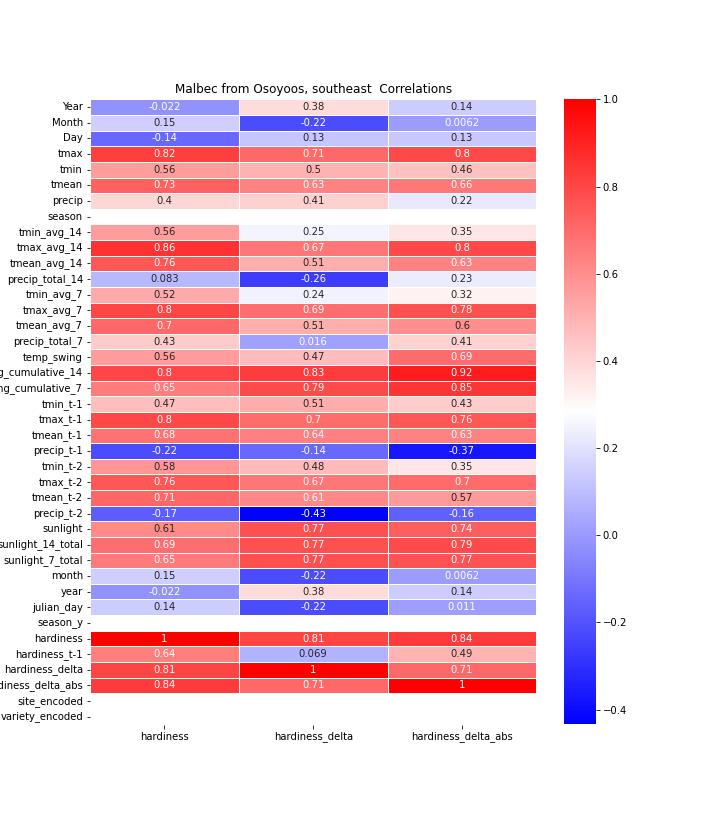 Malbec from Osoyoos, southeast  Correlations
Year -0.022 0.38 0.14
Month 0.15 -0.22 0.0062
Day -0.14 0.13 0.13
tmax 0.82 0.71 0.8
tmin 0.56 0.5 0.46
tmean 0.73 0.63 0.66
precip 0.4 0.41 0.22
season
tmin_avg_14 0.56 0.25 0.35
tmax_avg_14 0.86 0.67 0.8
tmean_avg_14 0.76 0.51 0.63
precip_total_14 0.083 -0.26 0.23
tmin_avg_7 0.52 0.24 0.32
tmax_avg_7 0.8 0.69 0.78
tmean_avg_7 0.7 0.51 0.6
precip_total_7 0.43 0.016 0.41
temp_swing 0.56 0.47 0.69
g_cumulative_14 0.8 0.83 0.92
ng_cumulative_7 0.65 0.79 0.85
tmin_t-1 0.47 0.51 0.43
tmax_t-1 0.8 0.7 0.76
tmean_t-1 0.68 0.64 0.63
precip_t-1 -0.22 -0.14 -0.37
tmin_t-2 0.58 0.48 0.35
tmax_t-2 0.76 0.67 0.7
tmean_t-2 0.71 0.61 0.57
precip_t-2 -0.17 -0.43 -0.16
sunlight 0.61 0.77 0.74
sunlight_14_total 0.69 0.77 0.79
sunlight_7_total 0.65 0.77 0.77
month 0.15 -0.22 0.0062
year -0.022 0.38 0.14
julian_day 0.14 -0.22 0.011
season_y
hardiness 1 0.81 0.84
hardiness_t-1 0.64 0.069 0.49
hardiness_delta 0.81 1 0.71
diness_delta_abs 0.84 0.71 1
site_encoded
variety_encoded
hardiness hardiness_delta hardiness_delta_abs
1.0
0.8
0.6
0.4
0.2
0.0
−0.2
−0.4